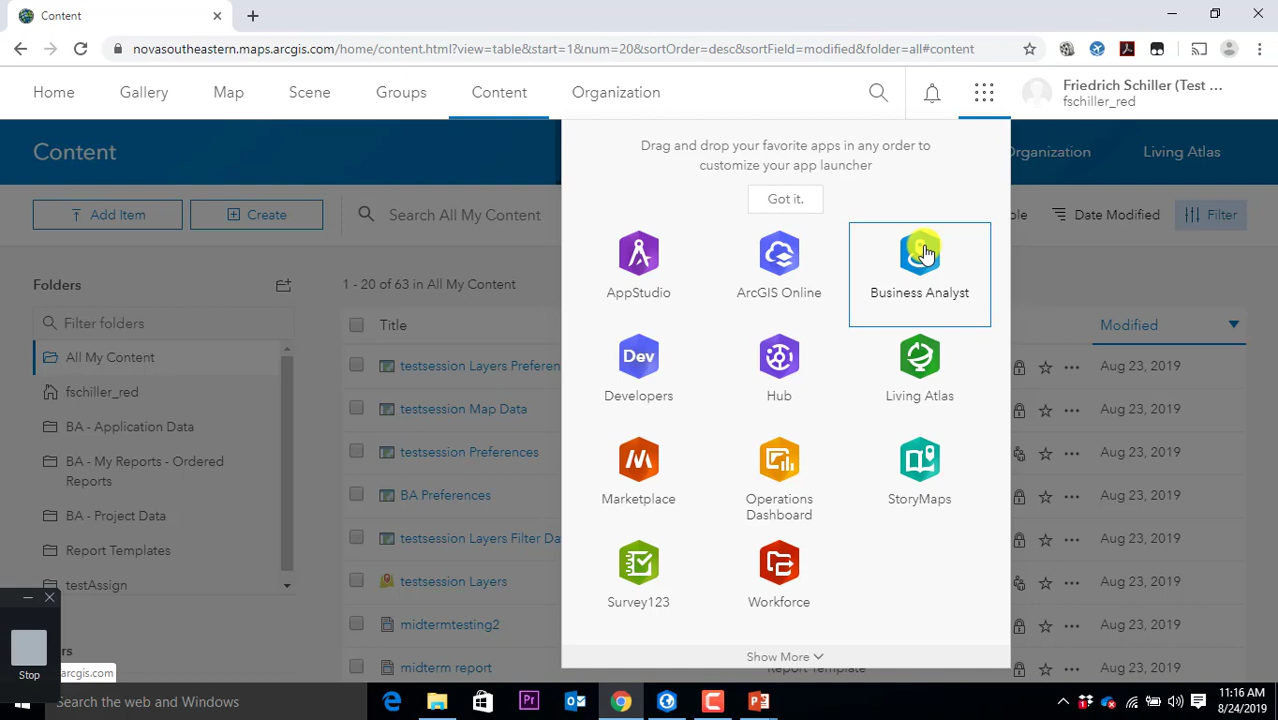 Content
novasoutheastern.maps.arcgis.com/home/content.html?view=table&start=1&num=20&sortOrder=desc&sortField=modified&folder=all#content
Home
Gallery
Map
Scene
Groups
Content
Organization
Friedrich Schiller (Test ...
fschiller_red
Content
Organization
Living Atlas
Drag and drop your favorite apps in any order to
customize your app launcher
Got it.
Add Item
Create
Search All My Content
Date Modified
Filter
Folders
1 - 20 of 63 in All My Content
Filter folders
Title
Modified
All My Content
fschiller_red
BA - Application Data
BA - My Reports - Ordered
Reports
BA - Project Data
Report Templates
testAssign
testsession Layers Preferen
Aug 23, 2019
testsession Map Data
Aug 23, 2019
testsession Preferences
Aug 23, 2019
BA Preferences
Aug 23, 2019
testsession Layers Filter Da
Aug 23, 2019
testsession Layers
Aug 23, 2019
midtermtesting2
Aug 23, 2019
midterm report
Report Template
Aug 23, 2019
AppStudio
ArcGIS Online
Business Analyst
Dev
Developers
Hub
Living Atlas
Marketplace
Operations
Dashboard
StoryMaps
Survey123
Workforce
Show More
Stop
arcgis.com
Search the web and Windows
Pr
11:16 AM
8/24/2019